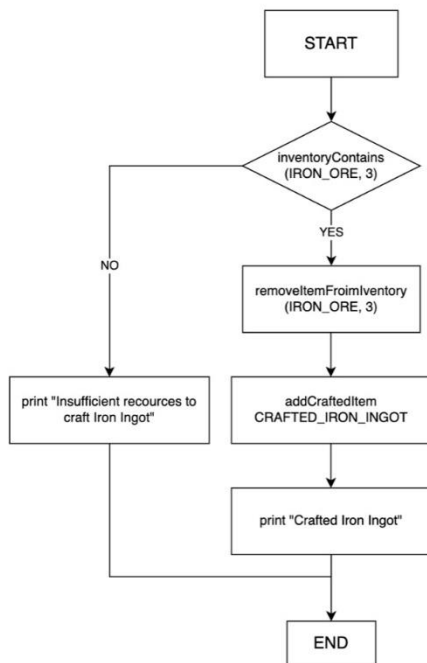 START
inventoryContains
(IRON_ORE, 3)
YES
NO
removeItemFroimIventory
(IRON_ORE, 3)
print "Insufficient recources to
craft Iron Ingot"
addCraftedItem
CRAFTED_IRON_INGOT
print "Crafted Iron Ingot"
END